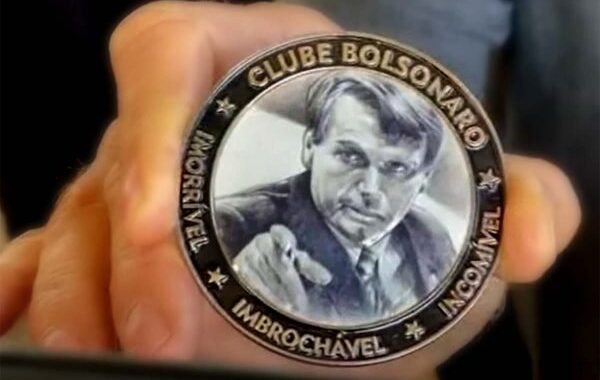 CLUBE BOLSONARO
IMORRÍVEL
IMBROCHÁVEL
INCOMÍVEL